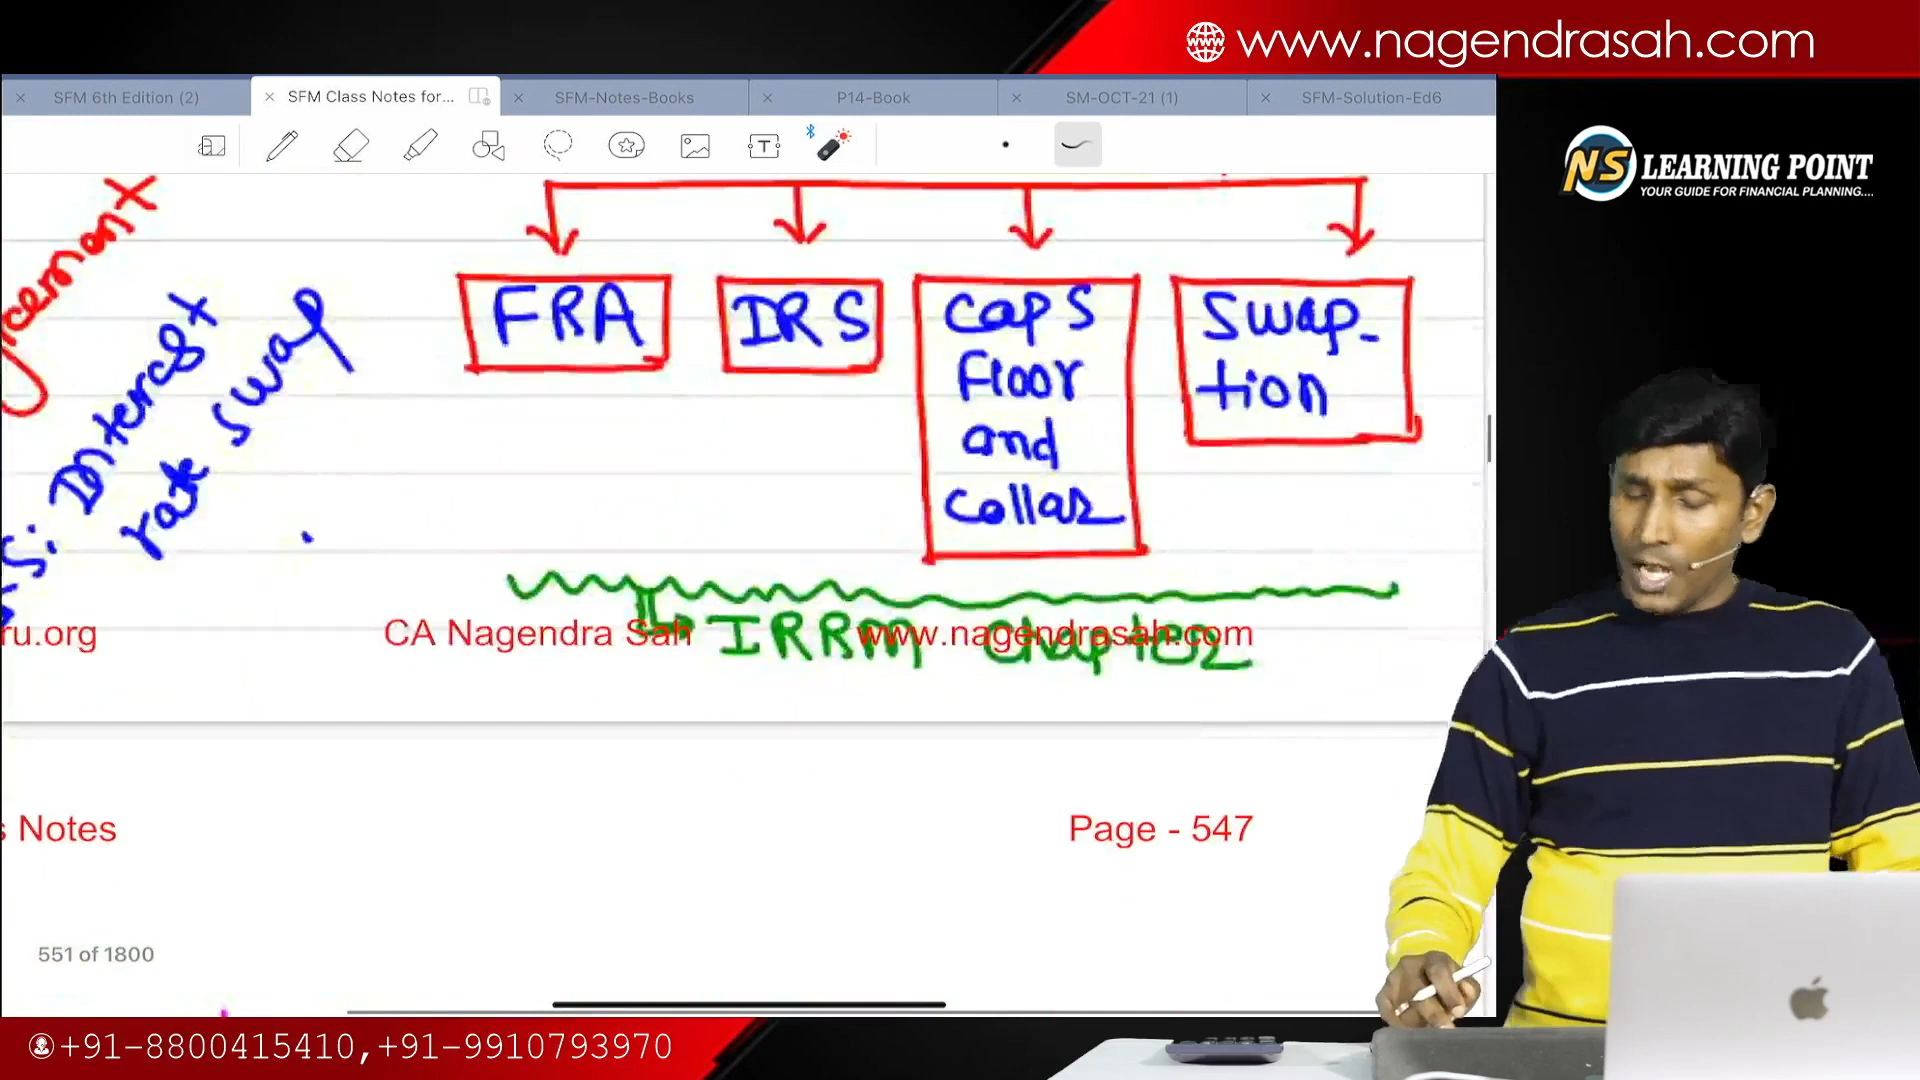 www.nagendrasah.com
SFM 6th Edition (2)
SFM Class Notes for...
SFM-Notes-Books
P14-Book
SM-OCT-21 (1)
SFM-Solution-Ed6
NS LEARNING POINT
YOUR GUIDE FOR FINANCIAL PLANNING....
FRA
IRS
Caps
Floor
and
Collar
Swap-
tion
Interest
rate swap
IRRM Chapter
ru.org
CA Nagendra Sah
www.nagendrasah.com
s Notes
Page - 547
551 of 1800
+91-8800415410,+91-9910793970